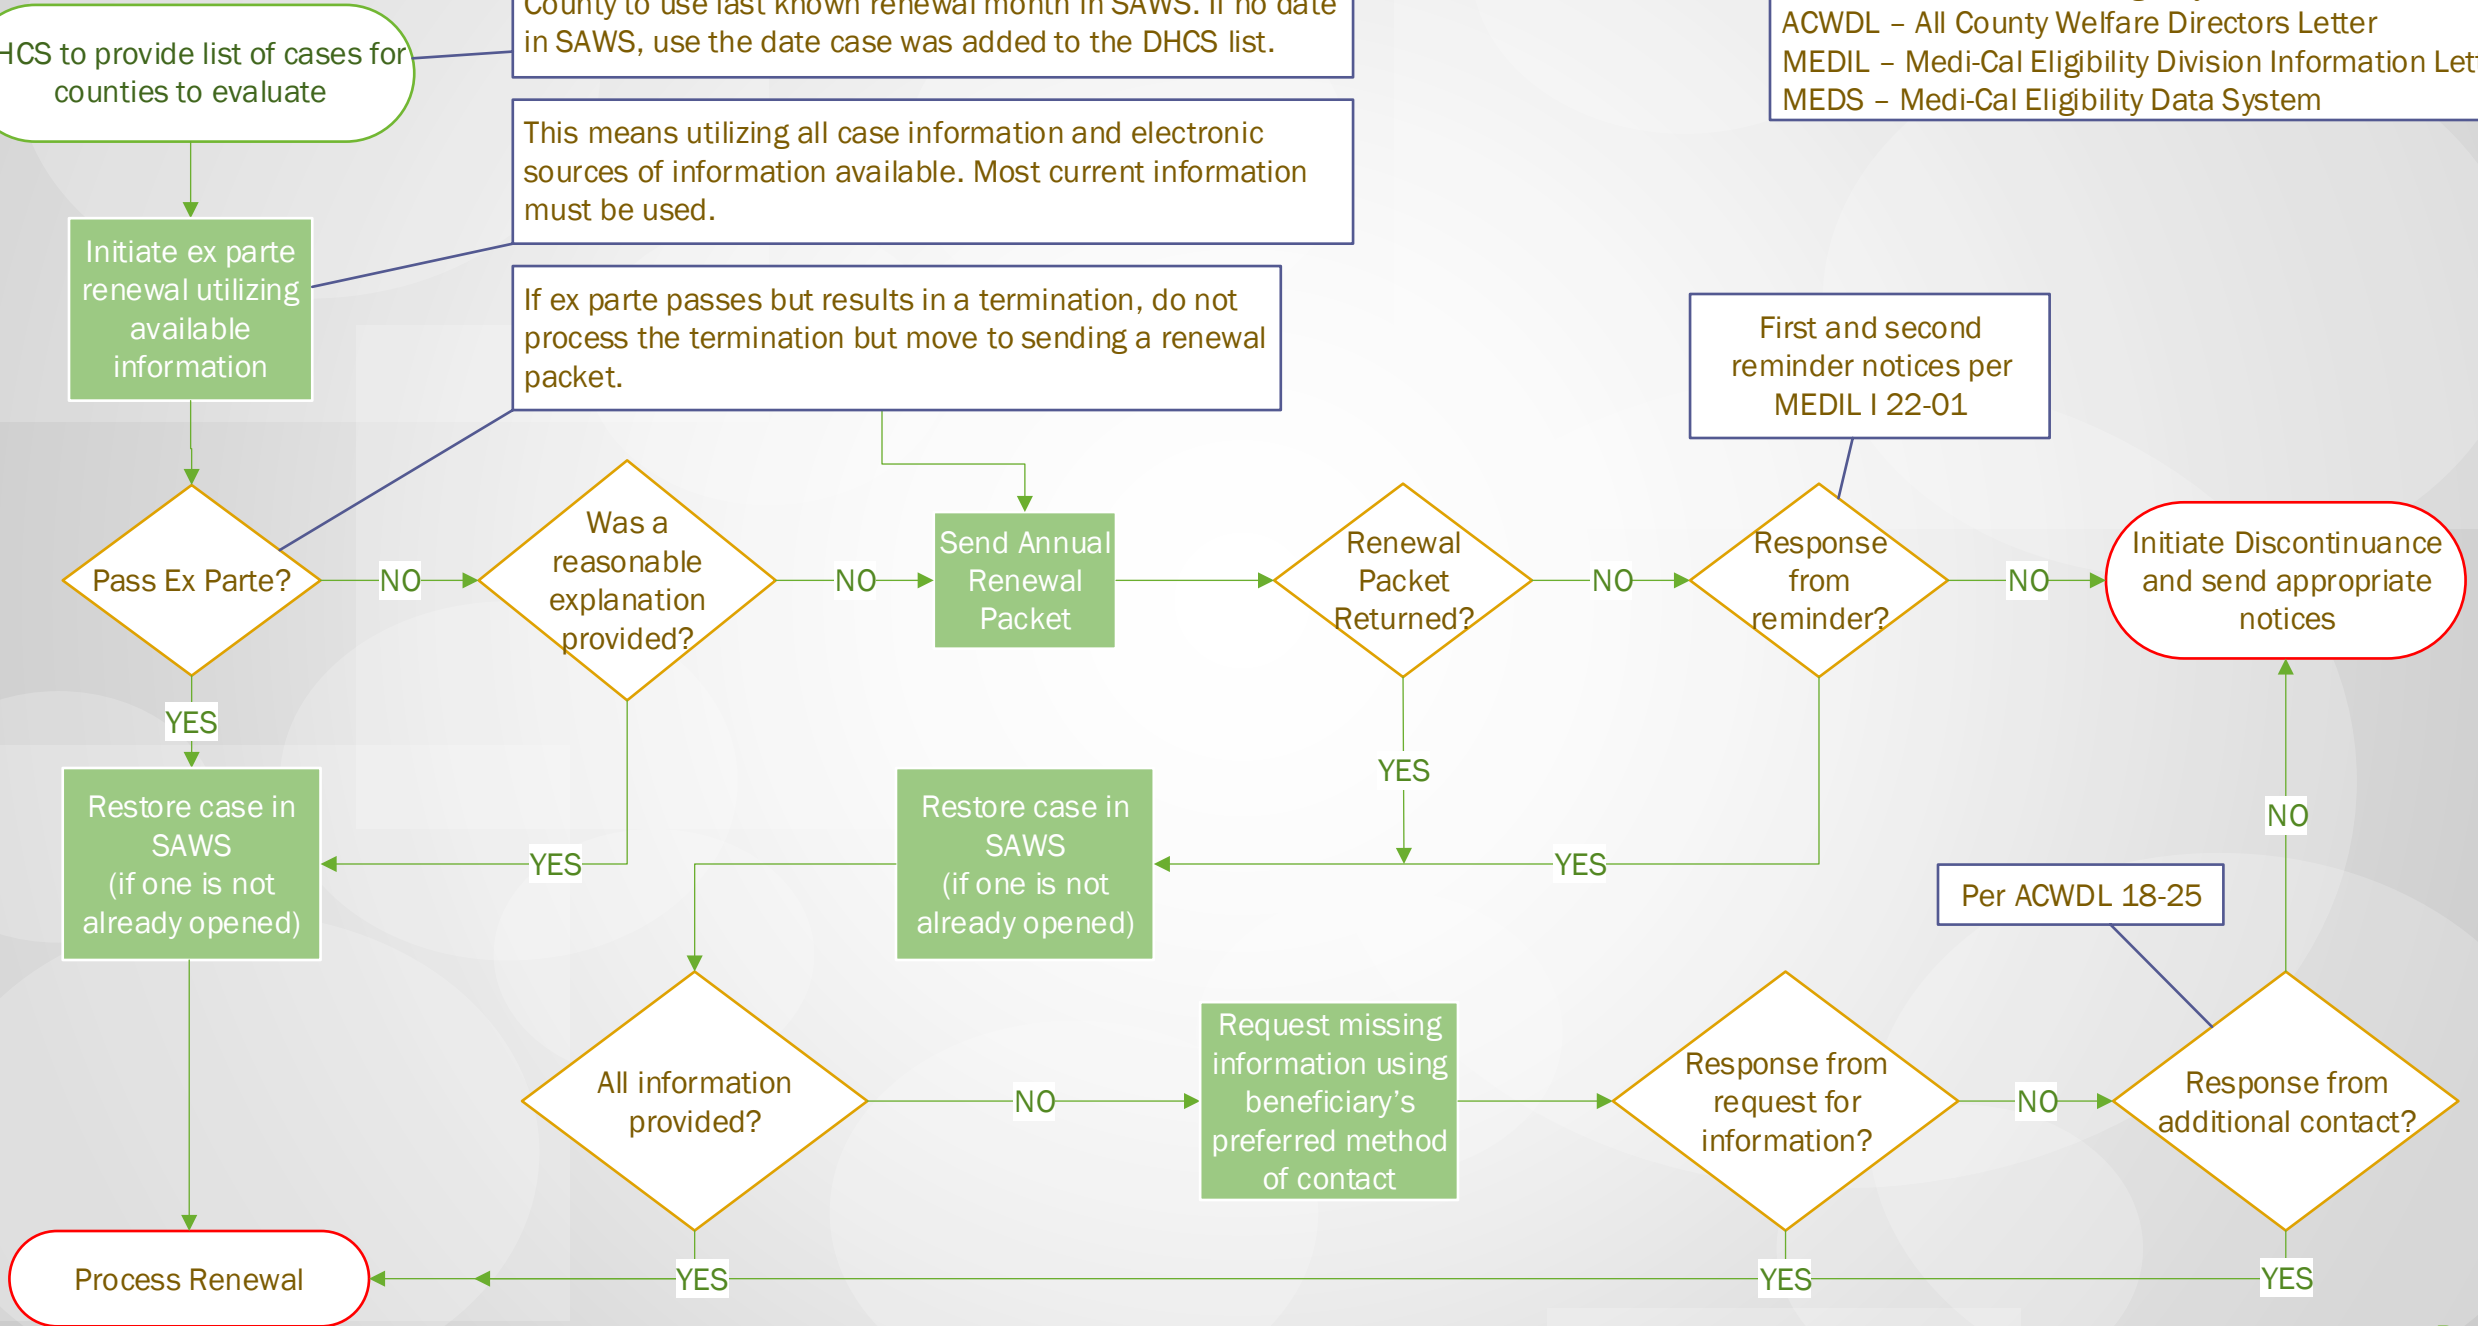 HCS to provide list of cases for
counties to evaluate
County to use last known renewal month in SAWS. If no date
in SAWS, use the date case was added to the DHCS list.
ACWDL – All County Welfare Directors Letter
MEDIL – Medi-Cal Eligibility Division Information Lett
MEDS – Medi-Cal Eligibility Data System
This means utilizing all case information and electronic
sources of information available. Most current information
must be used.
Initiate ex parte
renewal utilizing
available
information
If ex parte passes but results in a termination, do not
process the termination but move to sending a renewal
packet.
First and second
reminder notices per
MEDIL I 22-01
Pass Ex Parte?
NO
Was a
reasonable
explanation
provided?
NO
Send Annual
Renewal
Packet
Renewal
Packet
Returned?
NO
Response
from
reminder?
NO
Initiate Discontinuance
and send appropriate
notices
YES
YES
NO
Restore case in
SAWS
(if one is not
already opened)
YES
Restore case in
SAWS
(if one is not
already opened)
YES
Per ACWDL 18-25
All information
provided?
NO
Request missing
information using
beneficiary’s
preferred method
of contact
Response from
request for
information?
NO
Response from
additional contact?
Process Renewal
YES
YES
YES